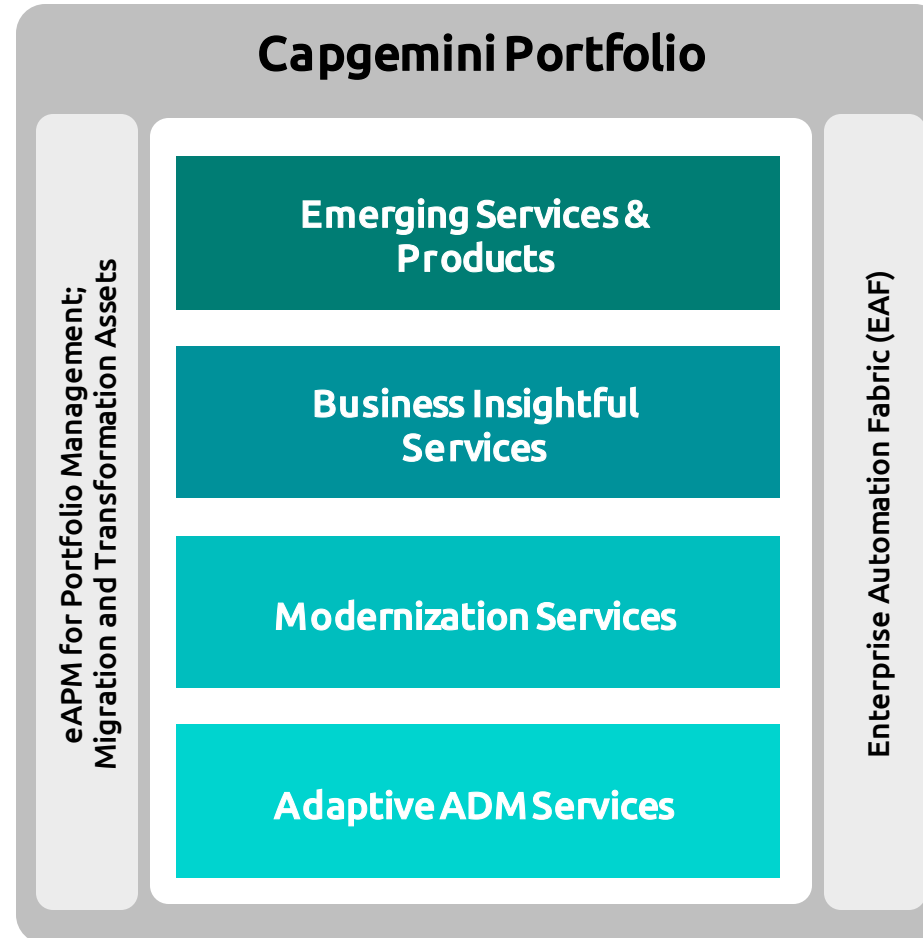 Capgemini Portfolio
eAPM for Portfolio Management;
Migration and Transformation Assets
Emerging Services &
Products
Business Insightful
Services
Modernization Services
Adaptive ADM Services
Enterprise Automation Fabric (EAF)